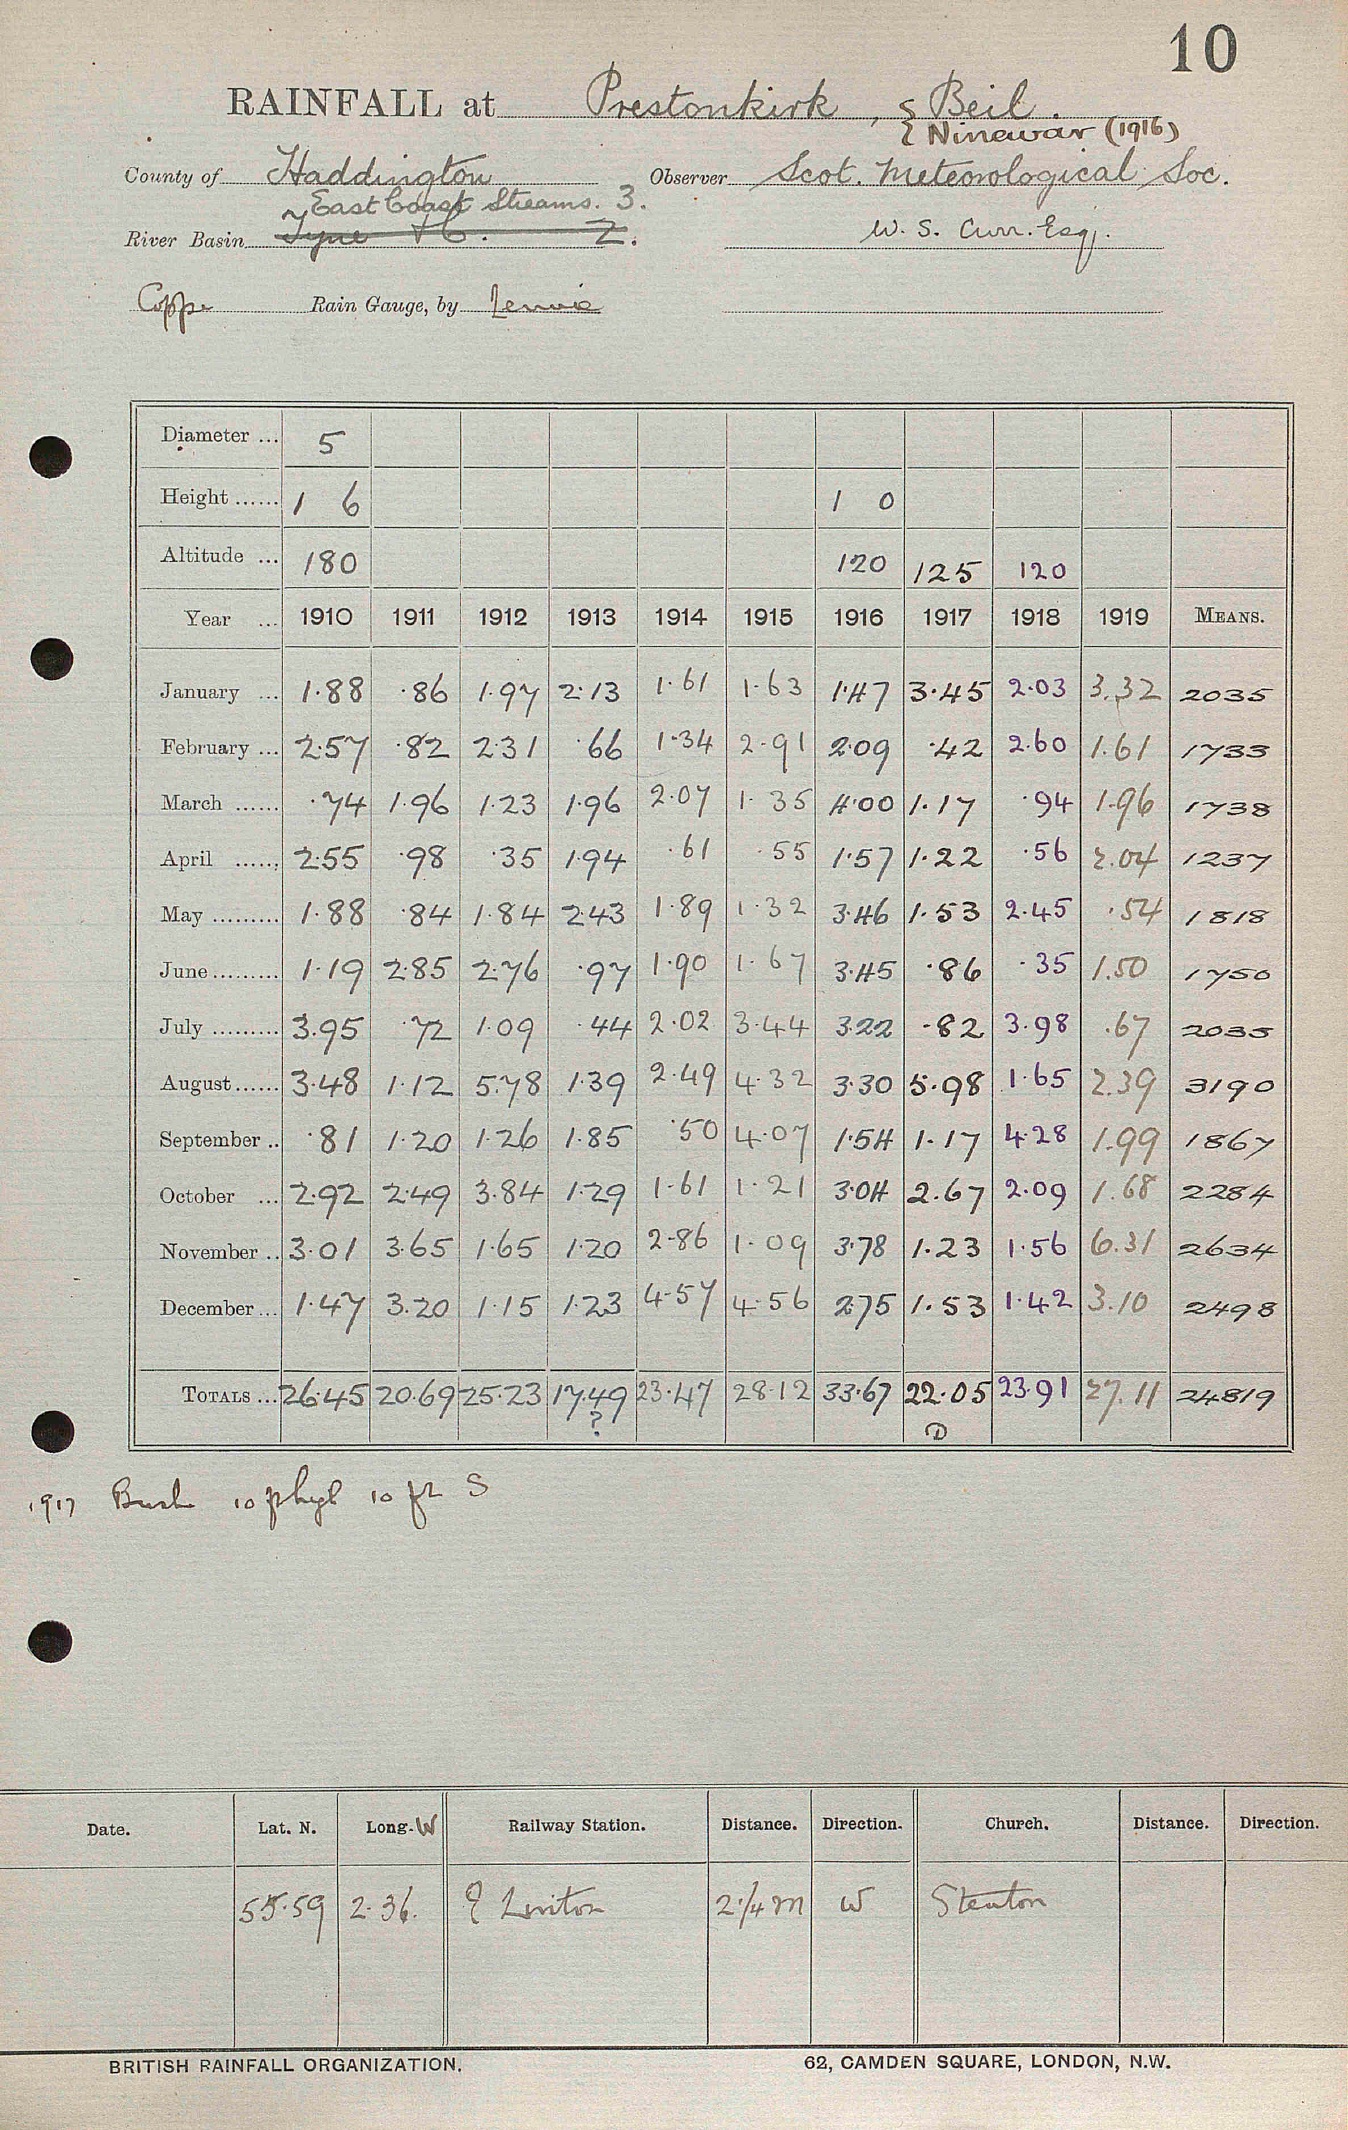 10
RAINFALL at Prestonkirk, { Beil.
{ Ninewar (1916)
County of Haddington Observer Scot. Meteorological Soc.
East Coast Streams. 3.
River Basin Tyne &c. 2. W. S. Curr. Esq.
Copper Rain Gauge, by
Diameter ... 5
Height ...... 1 6 1 0
Altitude ... 180 120 125 120
Year ... 1910 1911 1912 1913 1914 1915 1916 1917 1918 1919 MEANS.
January ... 1.88 .86 1.97 2.13 1.61 1.63 1.47 3.45 2.03 3.32 2035
February ... 2.57 .82 2.31 .66 1.34 2.91 2.09 .42 2.60 1.61 1733
March ...... .74 1.96 1.23 1.96 2.07 1.35 4.00 1.17 .94 1.96 1738
April ...... 2.55 .98 .35 1.94 .61 .55 1.57 1.22 .56 2.04 1237
May ......... 1.88 .84 1.84 2.43 1.89 1.32 3.46 1.53 2.45 .54 1818
June ......... 1.19 2.85 2.76 .97 1.90 1.67 3.45 .86 .35 1.50 1750
July ......... 3.95 .72 1.09 .44 2.02 3.44 3.22 .82 3.98 .67 2035
August ...... 3.48 1.12 5.78 1.39 2.49 4.32 3.30 5.98 1.65 2.39 3190
September .. .81 1.20 1.26 1.85 .50 4.07 1.54 1.17 4.28 1.99 1867
October ... 2.92 2.49 3.84 1.29 1.61 1.21 3.04 2.67 2.09 1.68 2284
November .. 3.01 3.65 1.65 1.20 2.86 1.09 3.78 1.23 1.56 6.31 2634
December ... 1.47 3.20 1.15 1.23 4.57 4.56 2.75 1.53 1.42 3.10 2498
TOTALS ... 26.45 20.69 25.23 17.49 23.47 28.12 33.67 22.05 23.91 27.11 24819
? D
1917 Bush 10 ft high 10 ft S
Date. Lat. N. Long. W Railway Station. Distance. Direction. Church. Distance. Direction.
55.59 2.36. E Linton 2 1/4 m W Stenton
BRITISH RAINFALL ORGANIZATION. 62, CAMDEN SQUARE, LONDON, N.W.